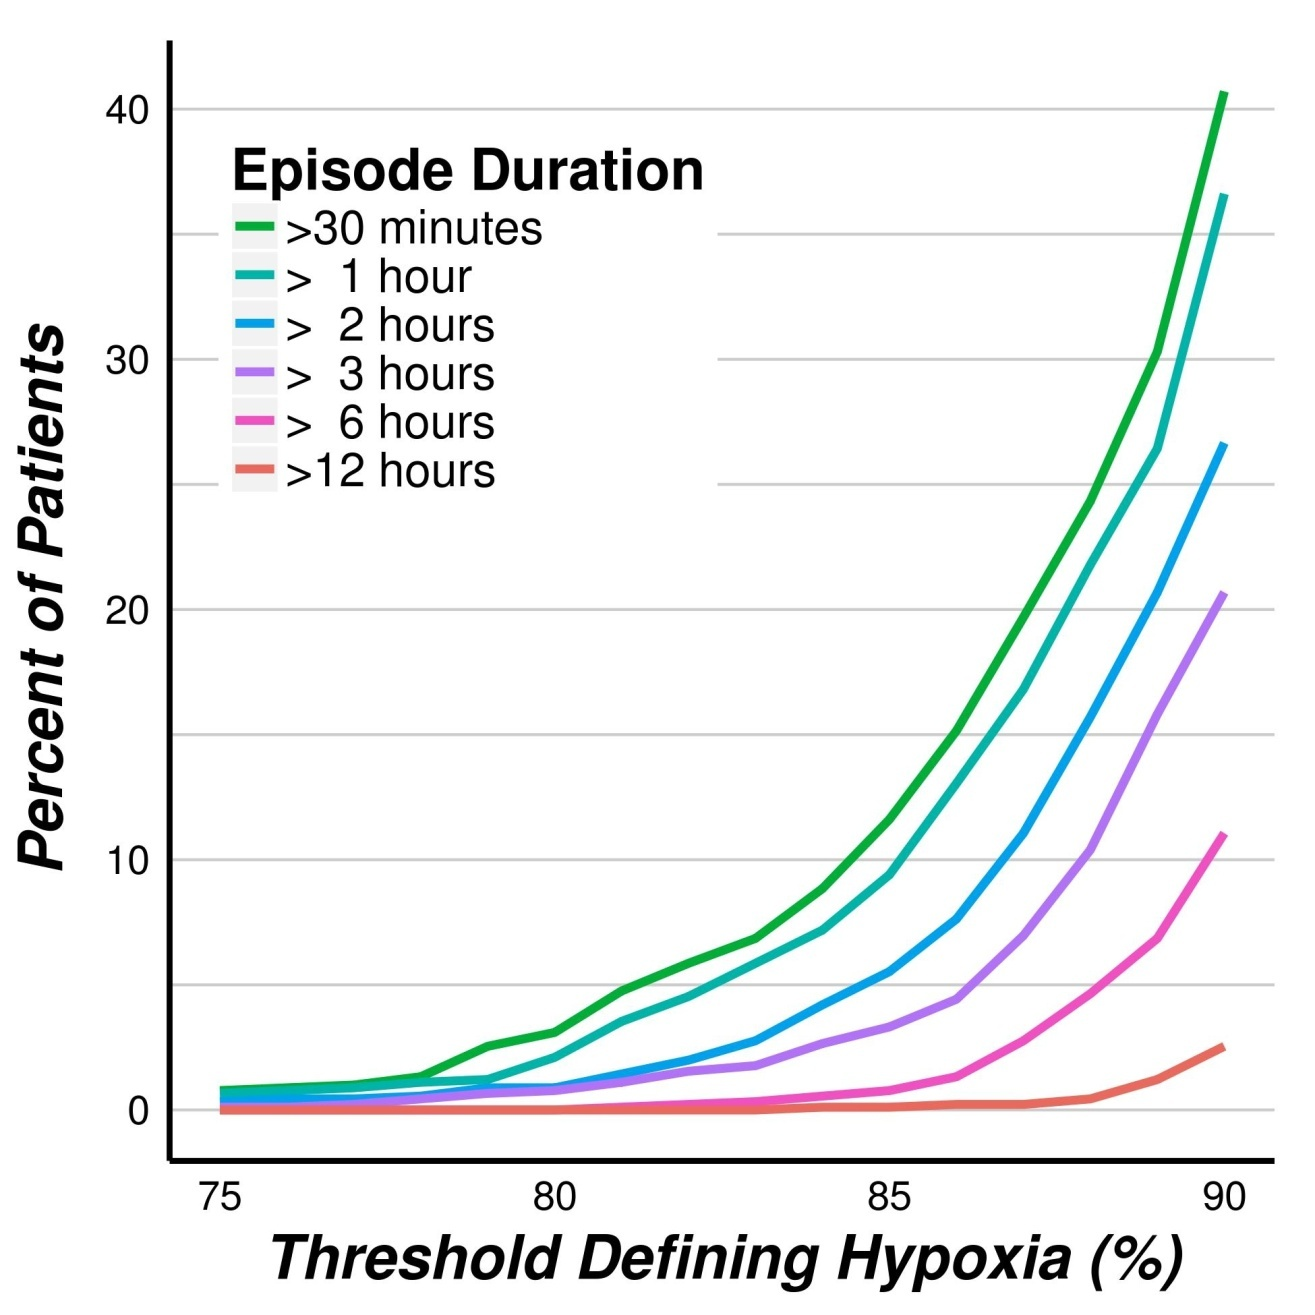 Percent of Patients
40
30
20
10
0
Episode Duration
>30 minutes
> 1 hour
> 2 hours
> 3 hours
> 6 hours
>12 hours
75 80 85 90
Threshold Defining Hypoxia (%)